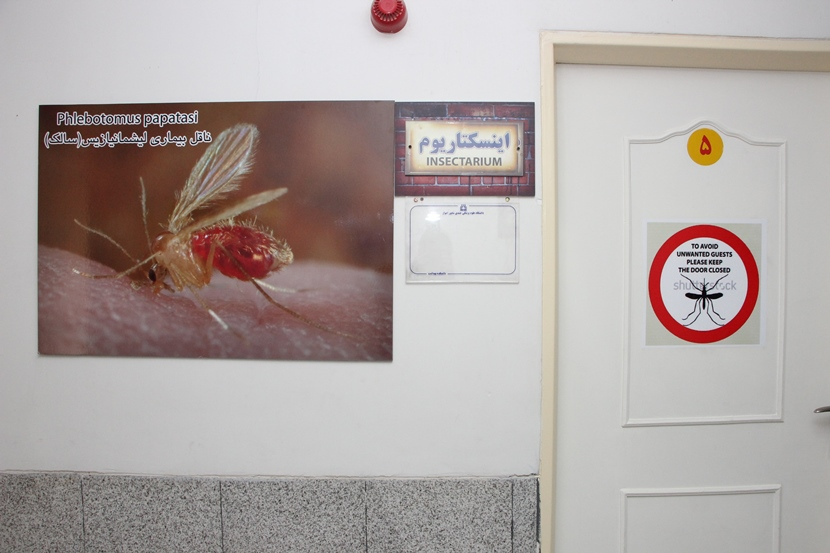 Phlebotomus papatasi
ناقل بیماری لیشمانیازیس(سالک)
اینسکتاریوم
INSECTARIUM
۵
TO AVOID
UNWANTED GUESTS
PLEASE KEEP
THE DOOR CLOSED
shutterstock